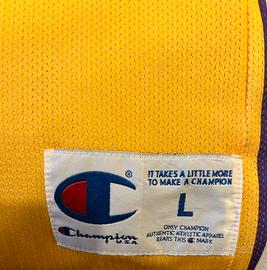 IT TAKES A LITTLE MORE
TO MAKE A CHAMPION
®
L
Champion
U.S.A
ONLY CHAMPION
AUTHENTIC ATHLETIC APPAREL
BEARS THIS C MARK